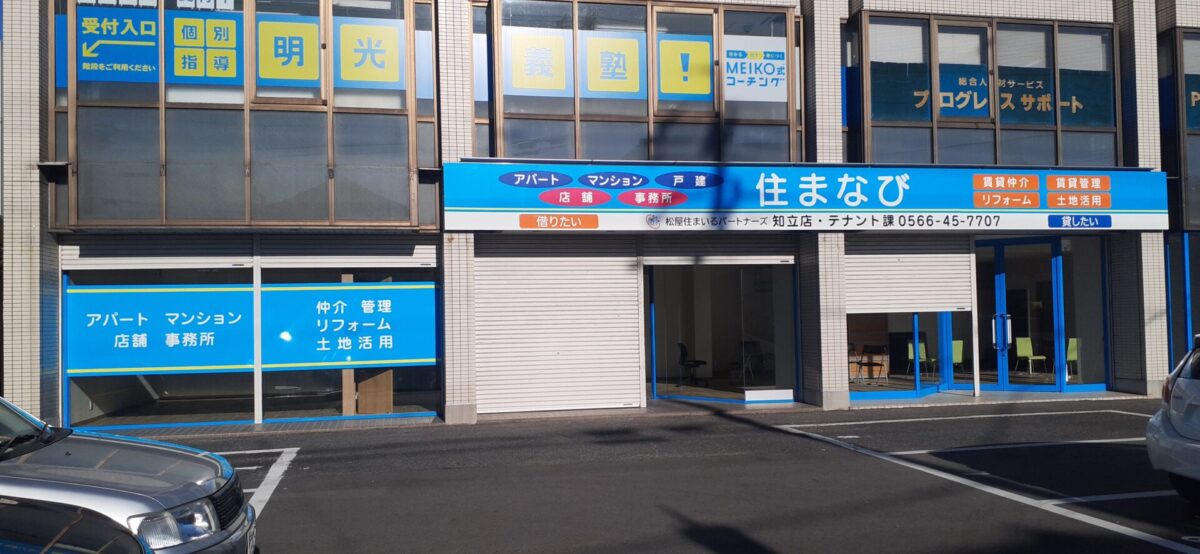 受付入口
階段をご利用ください
個別
指導
明光
義塾!
MEIKO式
コーチング
総合人材サービス
プログレスサポート
アパート マンション 戸建
店舗 事務所
住まなび
賃貸仲介 賃貸管理
リフォーム 土地活用
借りたい
松屋住まいるパートナーズ 知立店・テナント課 0566-45-7707
貸したい
アパート マンション
店舗 事務所
仲介 管理
リフォーム
土地活用